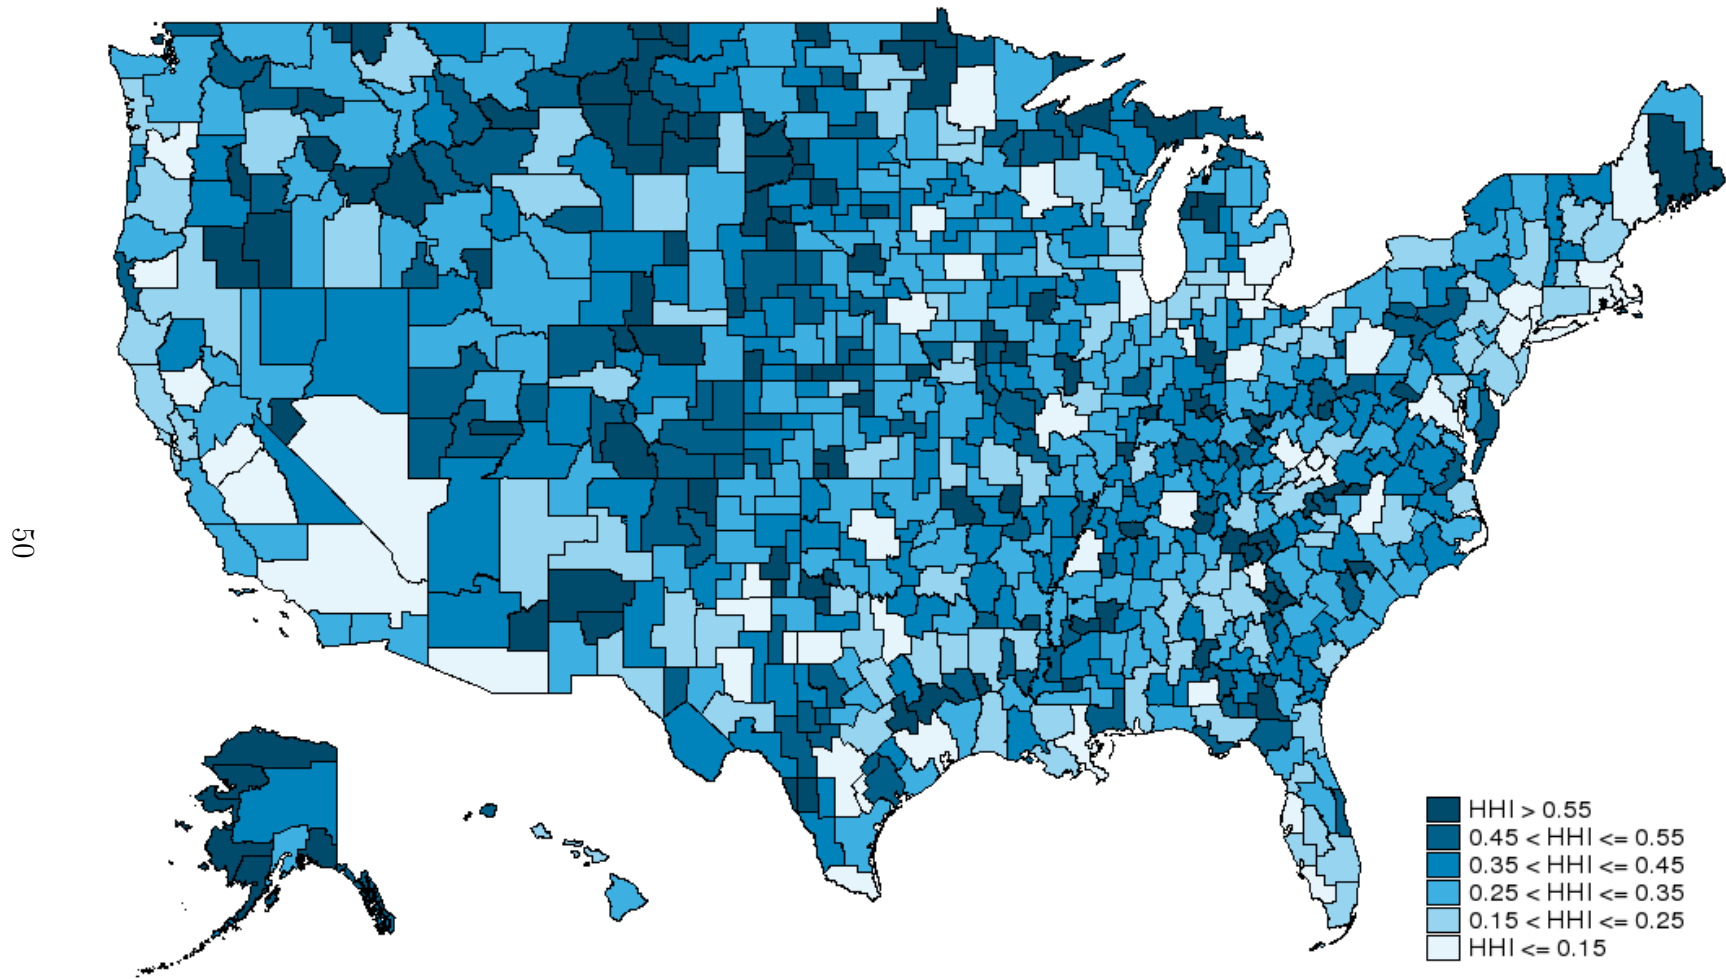 50
HHI > 0.55
0.45 < HHI <= 0.55
0.35 < HHI <= 0.45
0.25 < HHI <= 0.35
0.15 < HHI <= 0.25
HHI <= 0.15